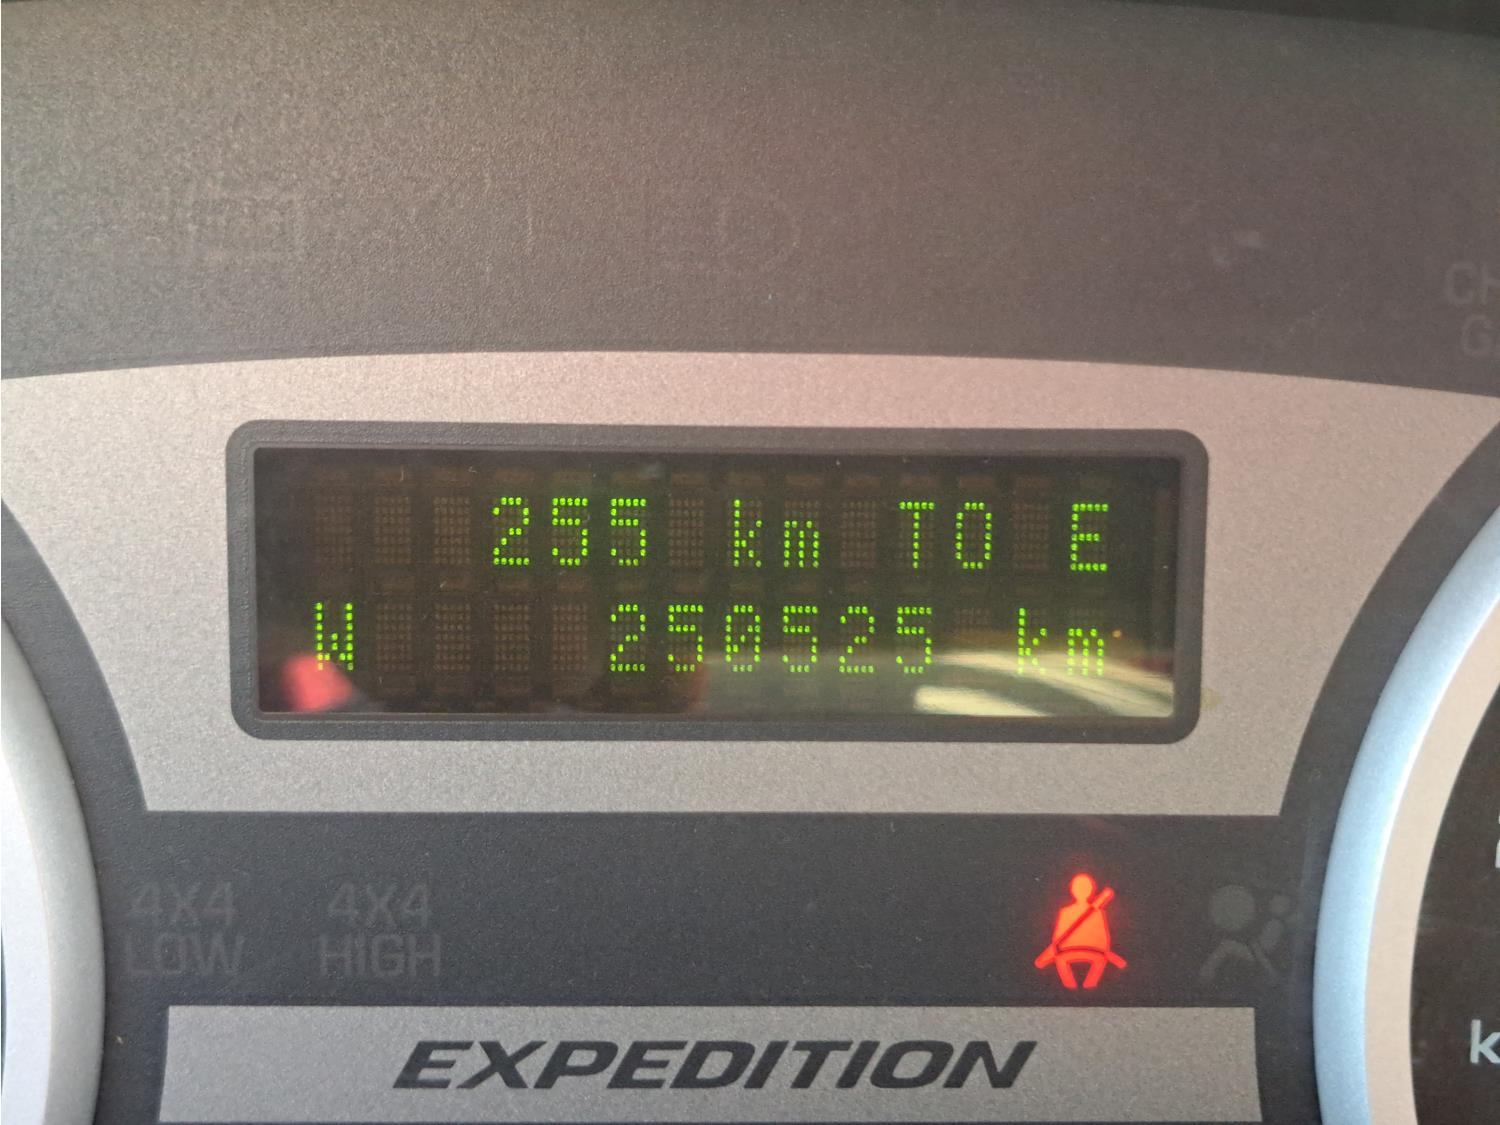 255 km TO E
W 250525 km
4X4 LOW
4X4 HIGH
EXPEDITION